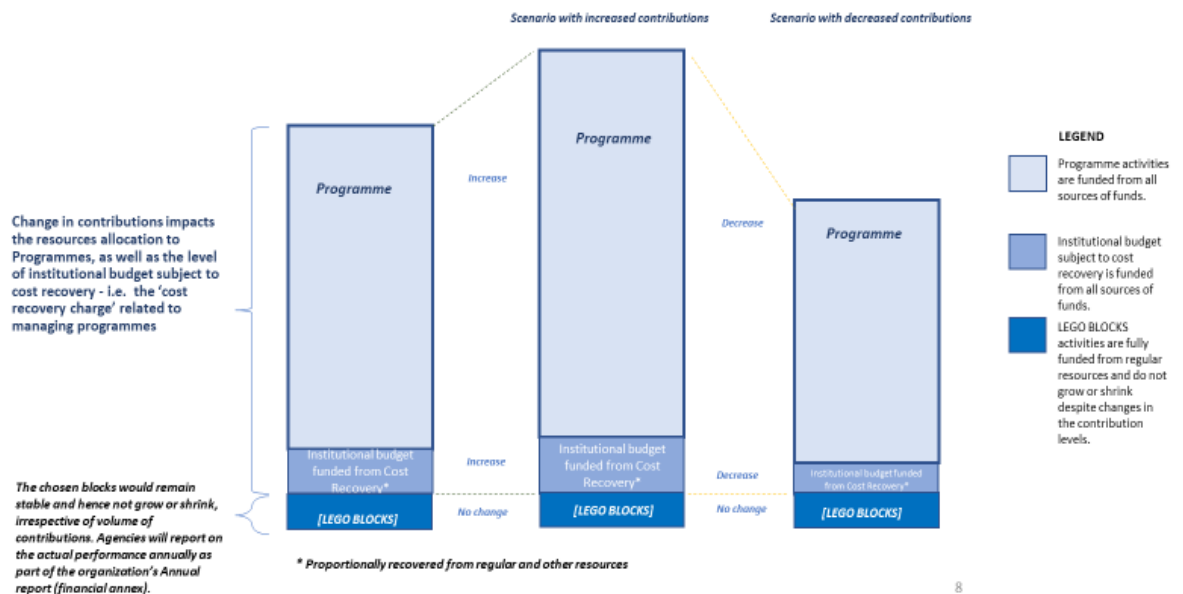 Scenario with increased contributions
Scenario with decreased contributions
Change in contributions impacts
the resources allocation to
Programmes, as well as the level
of institutional budget subject to
cost recovery - i.e. the 'cost
recovery charge' related to
managing programmes
The chosen blocks would remain
stable and hence not grow or shrink,
irrespective of volume of
contributions. Agencies will report on
the actual performance annually as
part of the organization's Annual
report (financial annex).
Programme
Institutional budget
funded from Cost
Recovery*
[LEGO BLOCKS]
Increase
Increase
No change
Programme
Institutional budget
funded from Cost
Recovery*
[LEGO BLOCKS]
Decrease
Decrease
No change
Programme
Institutional budget funded
from Cost Recovery*
[LEGO BLOCKS]
LEGEND
Programme activities
are funded from all
sources of funds.
Institutional budget
subject to cost
recovery is funded
from all sources of
funds.
LEGO BLOCKS
activities are fully
funded from regular
resources and do not
grow or shrink
despite changes in
the contribution
levels.
* Proportionally recovered from regular and other resources
8